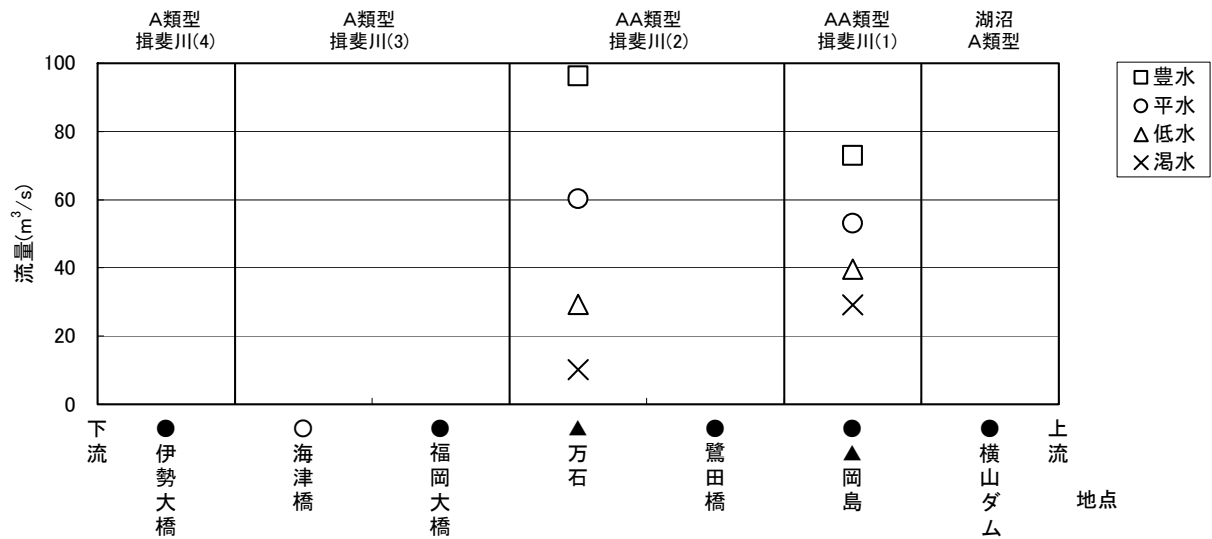 A類型
揖斐川(4)
A類型
揖斐川(3)
AA類型
揖斐川(2)
AA類型
揖斐川(1)
湖沼
A類型
流量(m³/s)
100
80
60
40
20
0
豊水
平水
低水
渇水
下流
伊勢大橋
海津橋
福岡大橋
万石
鷺田橋
岡島
横山ダム
上流
地点